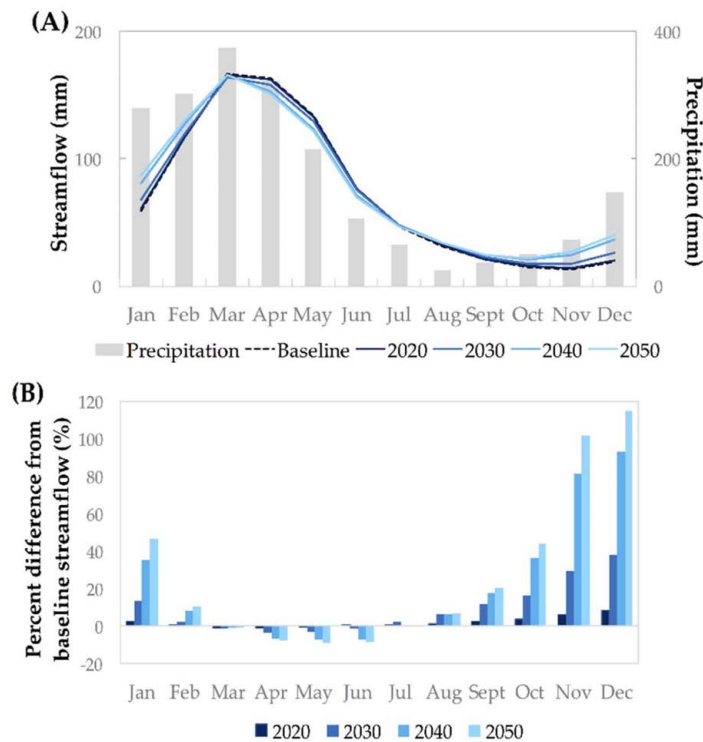 (A)
200
400
Streamflow (mm)
Precipitation (mm)
100
200
0
0
Jan Feb Mar Apr May Jun Jul Aug Sept Oct Nov Dec
Precipitation Baseline 2020 2030 2040 2050
(B)
Percent difference from
baseline streamflow (%)
120
100
80
60
40
20
0
-20
Jan Feb Mar Apr May Jun Jul Aug Sept Oct Nov Dec
2020 2030 2040 2050